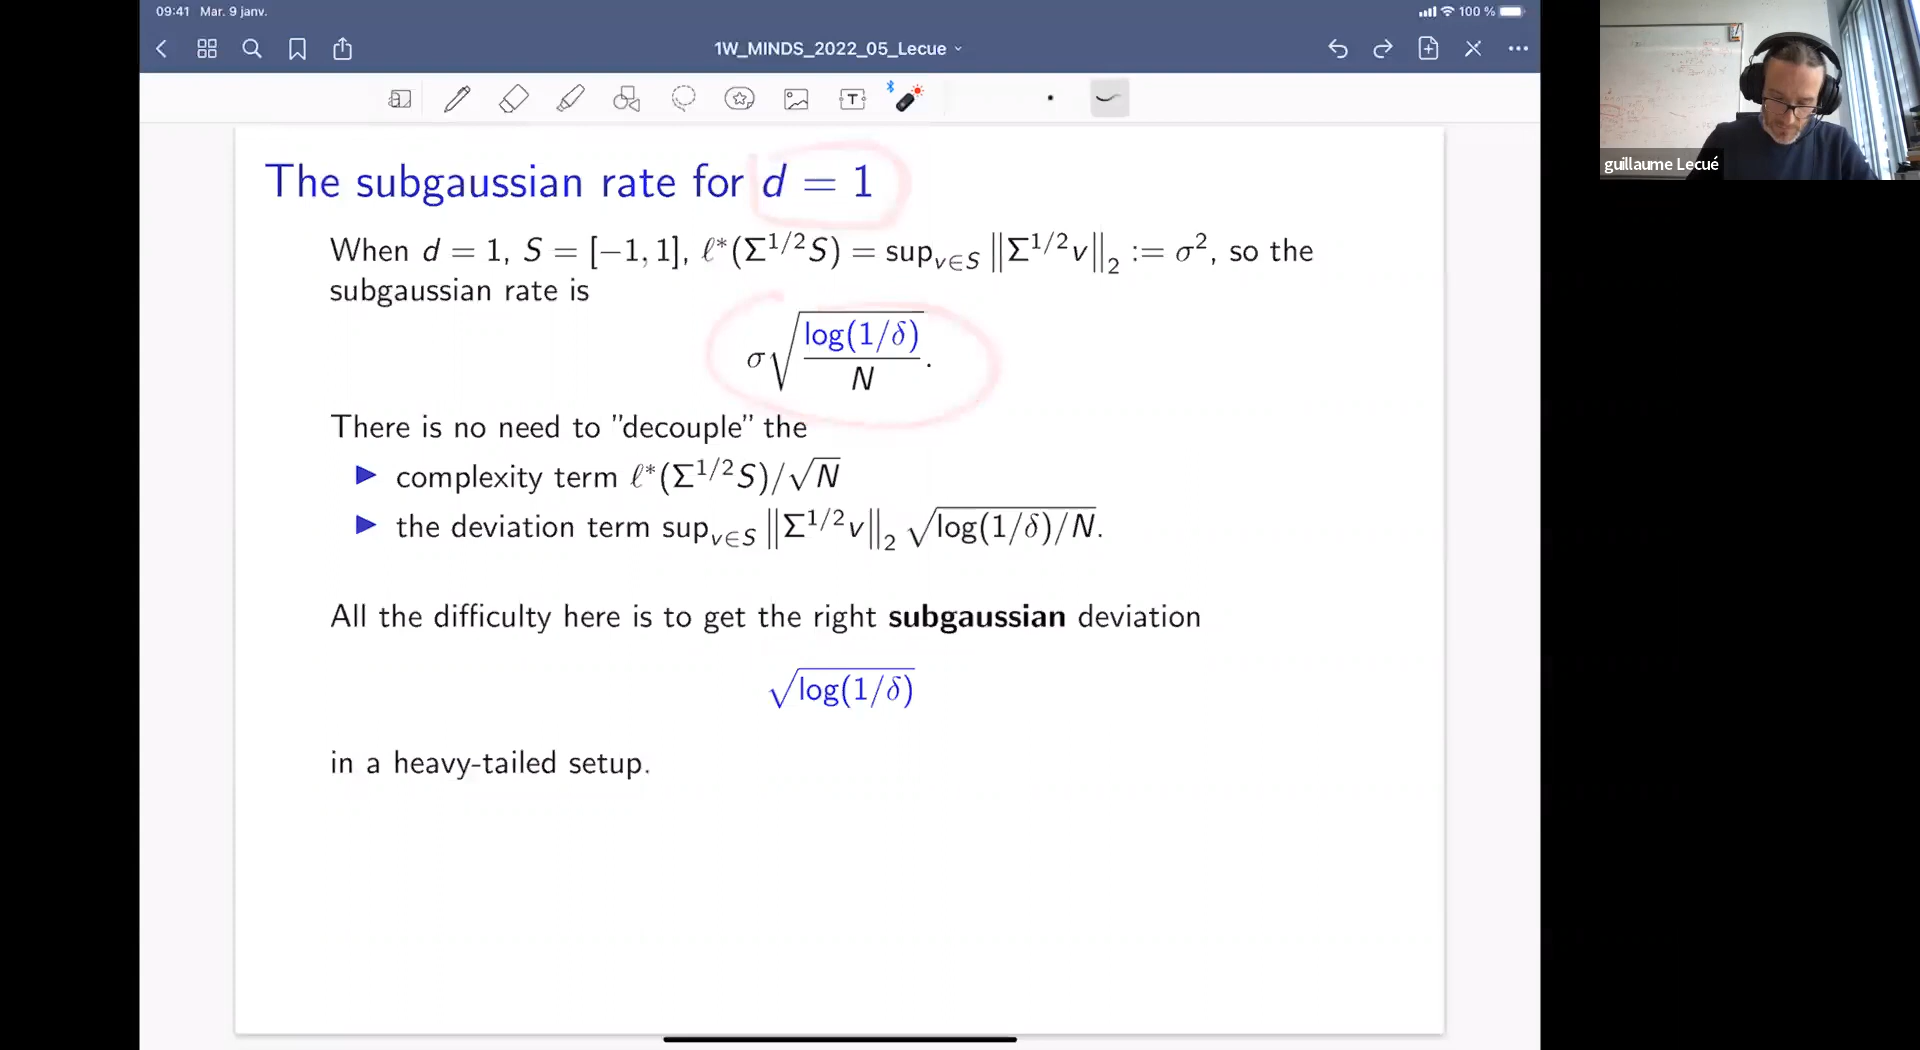 09:41 Mar. 9 janv.
100 %
1W_MINDS_2022_05_Lecue
T
guillaume Lecué
The subgaussian rate for d = 1
When d = 1, S = [−1, 1], ℓ*(Σ^{1/2}S) = sup_{v∈S} ‖Σ^{1/2}v‖_2 := σ², so the
subgaussian rate is
σ√(log(1/δ)/N).
There is no need to ”decouple” the
▶ complexity term ℓ*(Σ^{1/2}S)/√N
▶ the deviation term sup_{v∈S} ‖Σ^{1/2}v‖_2 √(log(1/δ)/N).
All the difficulty here is to get the right subgaussian deviation
√log(1/δ)
in a heavy-tailed setup.